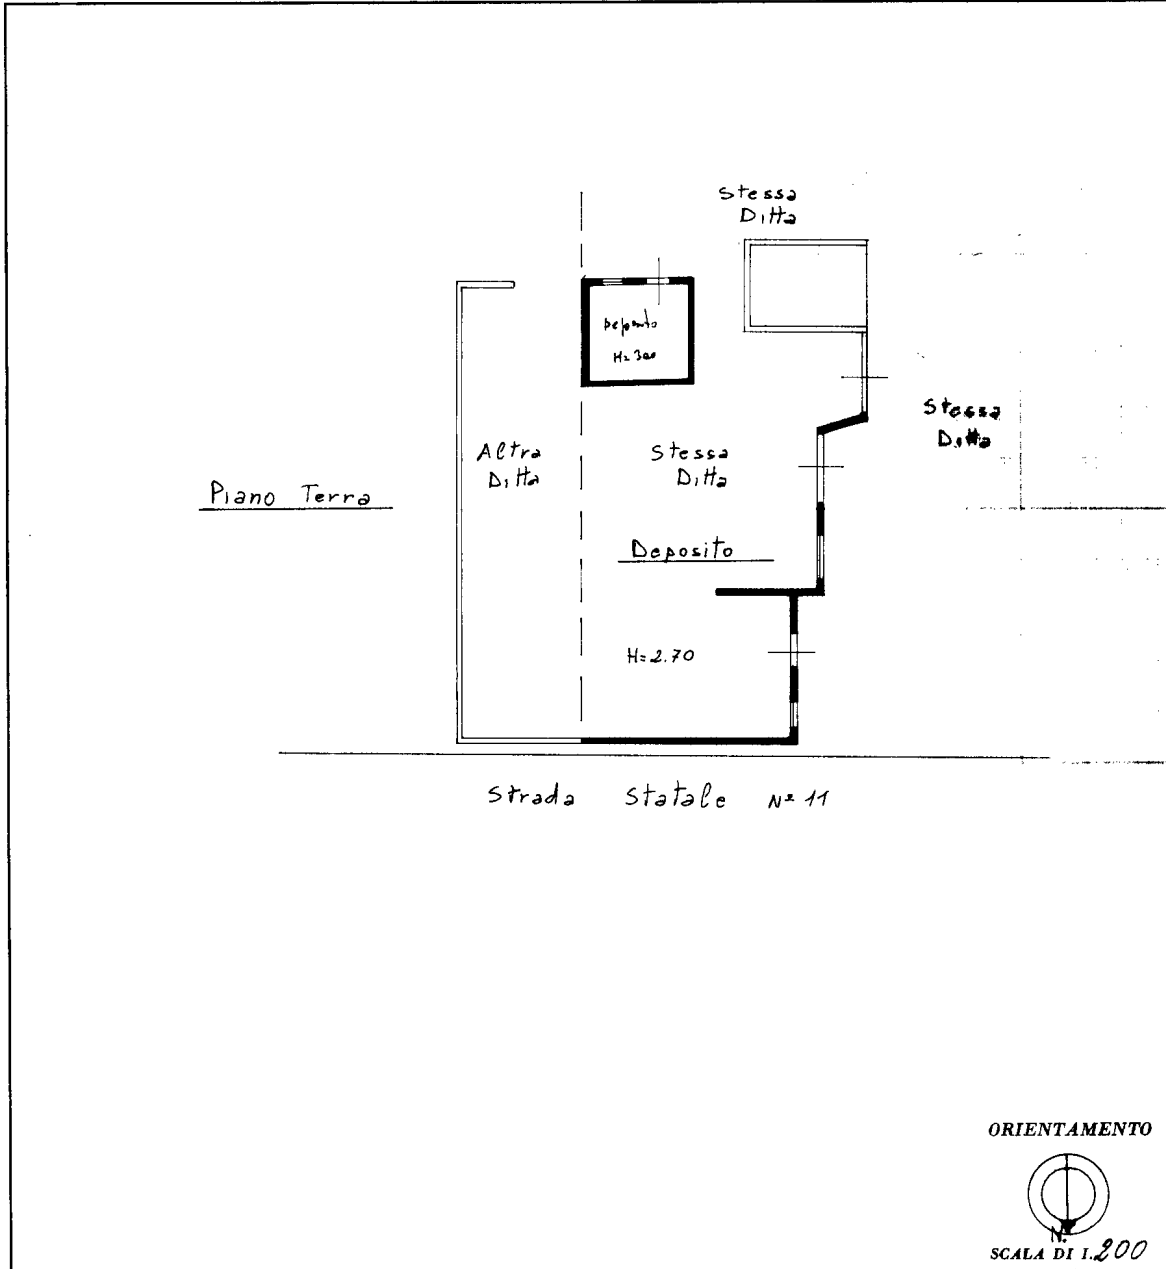 Stessa
Ditta
Deposito
H= 3.00
Altra
Ditta
Stessa
Ditta
Stessa
Ditta
Piano Terra
Deposito
H= 2.70
Strada Statale Nº 11
ORIENTAMENTO
N.
SCALA DI 1.200